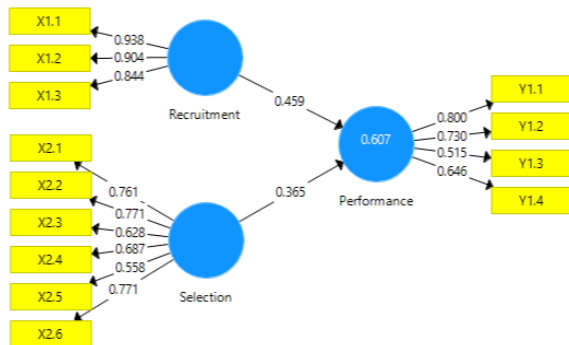 X1.1
X1.2
X1.3
0.938
0.904
0.844
Recruitment
0.459
X2.1
X2.2
X2.3
X2.4
X2.5
X2.6
0.761
0.771
0.628
0.687
0.558
0.771
Selection
0.365
0.607
Performance
0.800
0.730
0.515
0.646
Y1.1
Y1.2
Y1.3
Y1.4